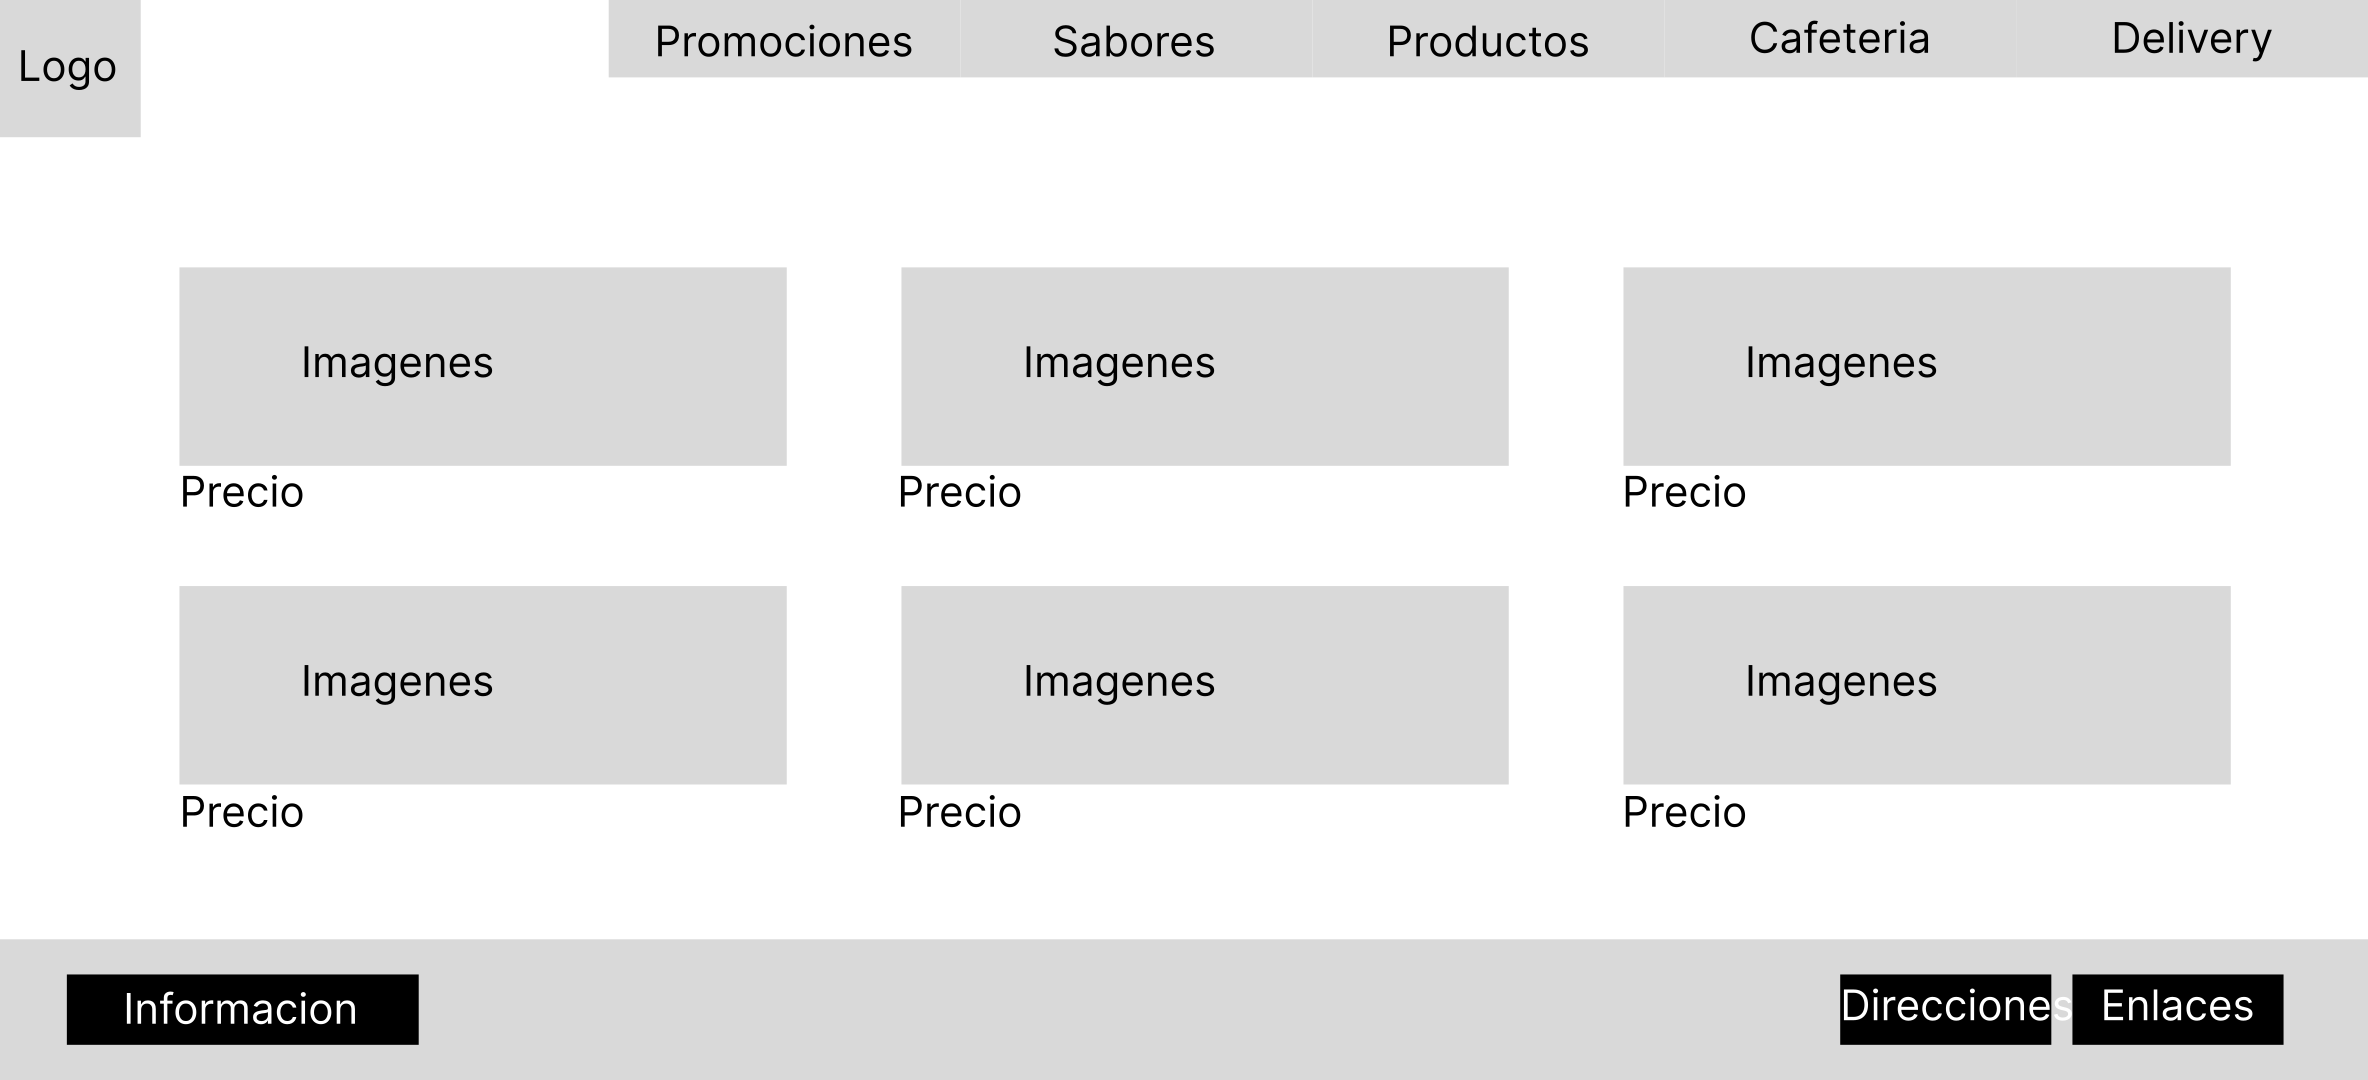 Logo
Promociones
Sabores
Productos
Cafeteria
Delivery
Imagenes
Imagenes
Imagenes
Precio
Precio
Precio
Imagenes
Imagenes
Imagenes
Precio
Precio
Precio
Informacion
Direcciones
Enlaces